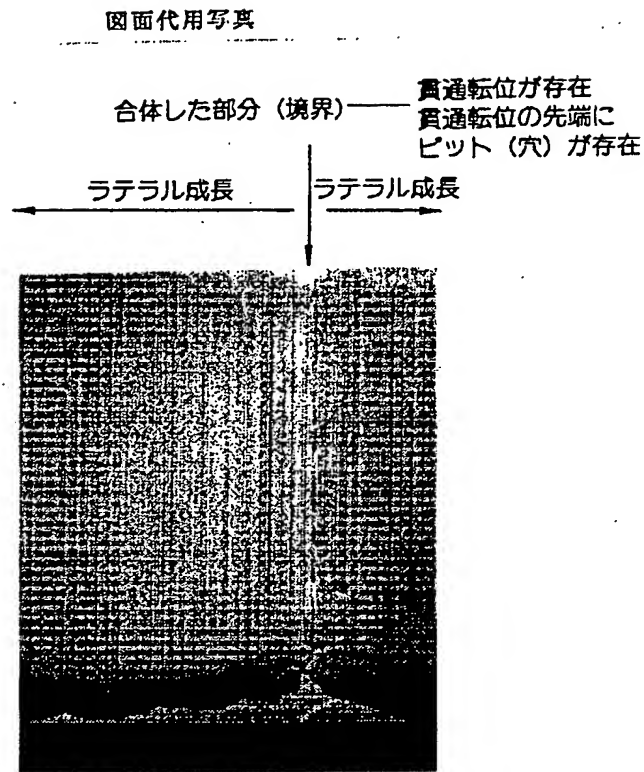 図面代用写真
合体した部分（境界）
貫通転位が存在
貫通転位の先端に
ピット（穴）が存在
ラテラル成長
ラテラル成長